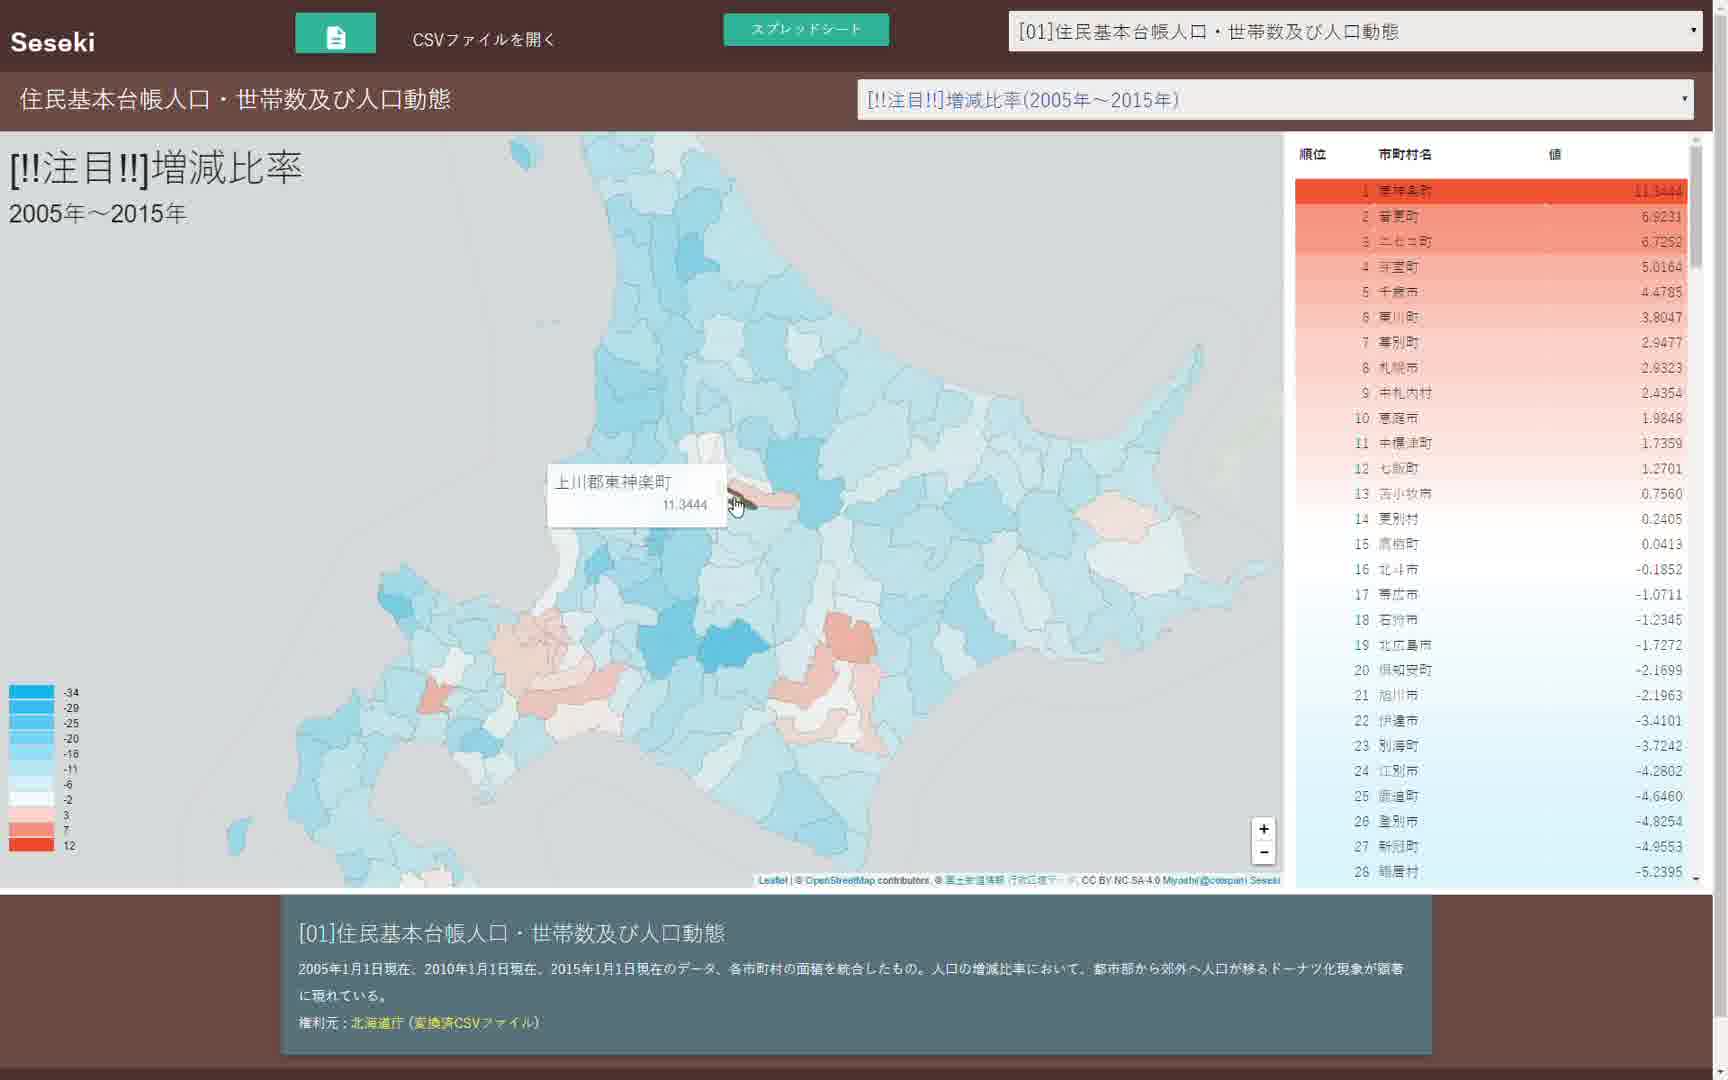 Seseki
CSVファイルを開く
スプレッドシート
[01]住民基本台帳人口・世帯数及び人口動態
住民基本台帳人口・世帯数及び人口動態
[!!注目!!]増減比率(2005年～2015年)
[!!注目!!]増減比率
2005年～2015年
順位 市町村名 値
1 東神楽町 11.3444
2 音更町 6.9231
3 ニセコ町 6.7252
4 芽室町 5.0164
5 千歳市 4.4785
6 東川町 3.8047
7 幕別町 2.9477
8 札幌市 2.9323
9 中札内村 2.4354
10 恵庭市 1.9848
11 中標津町 1.7359
12 七飯町 1.2701
13 苫小牧市 0.7560
14 更別村 0.2405
15 鷹栖町 0.0413
16 北斗市 -0.1852
17 帯広市 -1.0711
18 石狩市 -1.2345
19 北広島市 -1.7272
20 倶知安町 -2.1699
21 旭川市 -2.1963
22 伊達市 -3.4101
23 別海町 -3.7242
24 江別市 -4.2802
25 鹿追町 -4.6460
26 登別市 -4.8254
27 新冠町 -4.9553
28 鶴居村 -5.2395
上川郡東神楽町
11.3444
-34
-29
-25
-20
-16
-11
-6
-2
3
7
12
+
−
Leaflet | © OpenStreetMap contributors, © 国土数値情報 行政区域データ, CC BY-NC-SA-4.0 Miyoshi(@cosparri) Seseki
[01]住民基本台帳人口・世帯数及び人口動態
2005年1月1日現在、2010年1月1日現在、2015年1月1日現在のデータ、各市町村の面積を統合したもの。人口の増減比率において、都市部から郊外へ人口が移るドーナツ化現象が顕著
に現れている。
権利元 : 北海道庁 (変換済CSVファイル)